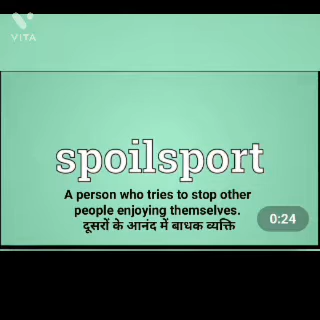 VITA
spoilsport
A person who tries to stop other
people enjoying themselves.
दूसरों के आनंद में बाधक व्यक्ति
0:24